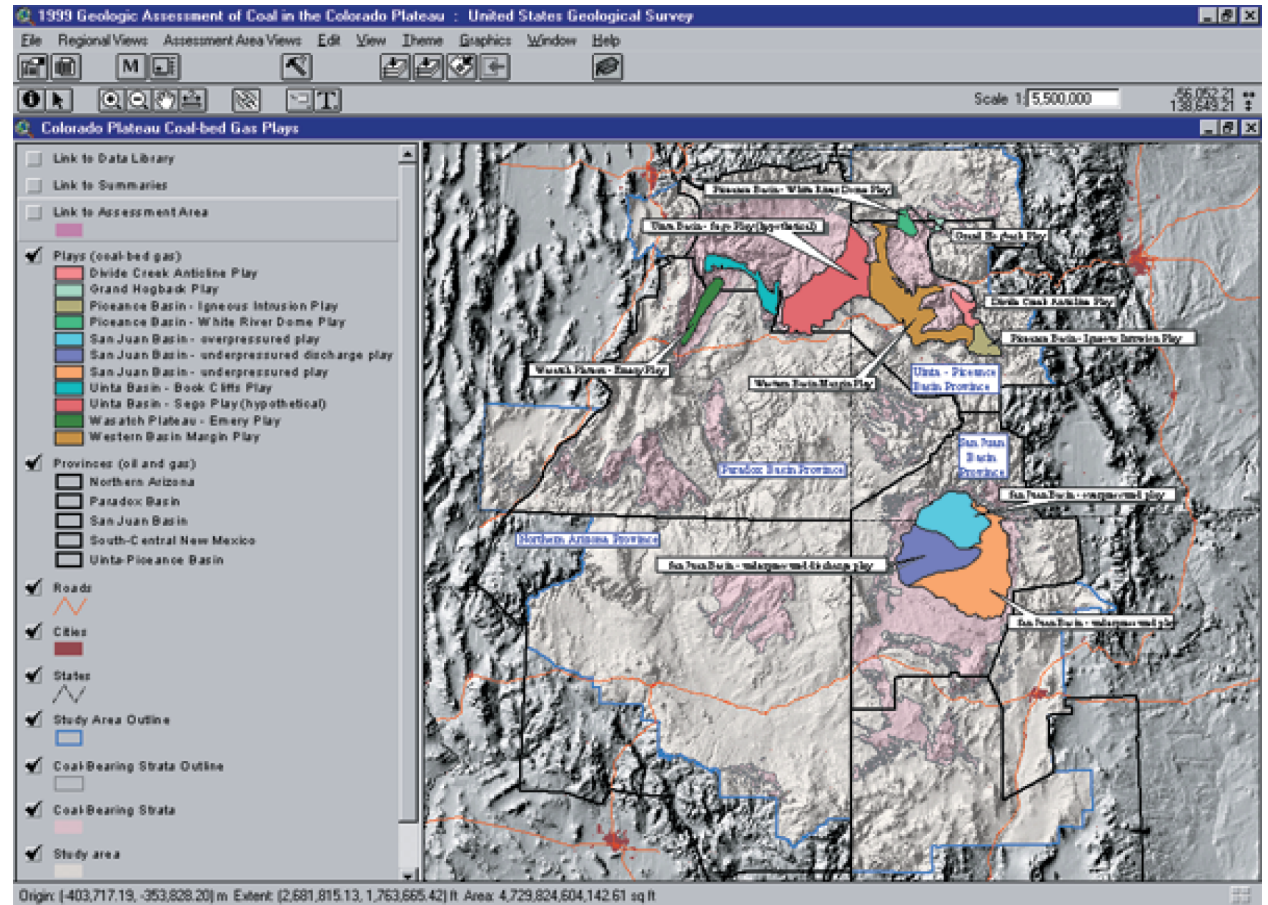 1999 Geologic Assessment of Coal in the Colorado Plateau : United States Geological Survey
File Regional Views Assessment Area Views Edit View Theme Graphics Window Help
M
T
Scale 1: 5,500,000
-56,052.21
138,649.21
Colorado Plateau Coal-bed Gas Plays
Link to Data Library
Link to Summaries
Link to Assessment Area
Plays (coal-bed gas)
Divide Creek Anticline Play
Grand Hogback Play
Piceance Basin - Igneous Intrusion Play
Piceance Basin - White River Dome Play
San Juan Basin - overpressured play
San Juan Basin - underpressured discharge play
San Juan Basin - underpressured play
Uinta Basin - Book Cliffs Play
Uinta Basin - Sego Play (hypothetical)
Wasatch Plateau - Emery Play
Western Basin Margin Play
Provinces (oil and gas)
Northern Arizona
Paradox Basin
San Juan Basin
South-Central New Mexico
Uinta-Piceance Basin
Roads
Cities
States
Study Area Outline
Coal-Bearing Strata Outline
Coal-Bearing Strata
Study area
Piceance Basin - White River Dome Play
Uinta Basin - Sego Play (hypothetical)
Grand Hogback Play
Divide Creek Anticline Play
Piceance Basin - Igneous Intrusion Play
Wasatch Plateau - Emery Play
Western Basin Margin Play
Uinta - Piceance
Basin Province
San Juan
Basin
Province
Paradox Basin Province
San Juan Basin - overpressured play
Northern Arizona Province
San Juan Basin - underpressured discharge play
San Juan Basin - underpressured play
Origin: (-403,717.19, -353,828.20) m Extent: (2,681,815.13, 1,763,665.42) ft Area: 4,729,824,604,142.61 sq ft